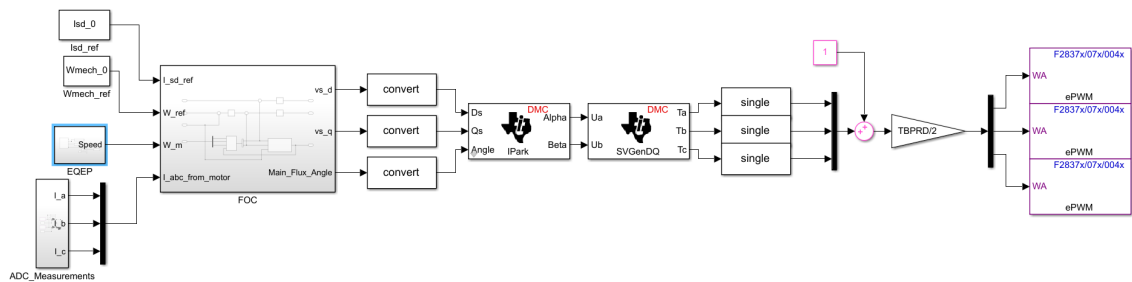 Isd_0
Isd_ref
Wmech_0
Wmech_ref
Speed
EQEP
I_a
I_b
I_c
ADC_Measurements
I_sd_ref
W_ref
W_m
I_abc_from_motor
vs_d
vs_q
Main_Flux_Angle
FOC
convert
convert
convert
DMC
Ds
Qs
Angle
Alpha
Beta
IPark
DMC
Ua
Ub
Ta
Tb
Tc
SVGenDQ
single
single
single
1
++
TBPRD/2
F2837x/07x/004x
WA
ePWM
F2837x/07x/004x
WA
ePWM
F2837x/07x/004x
WA
ePWM